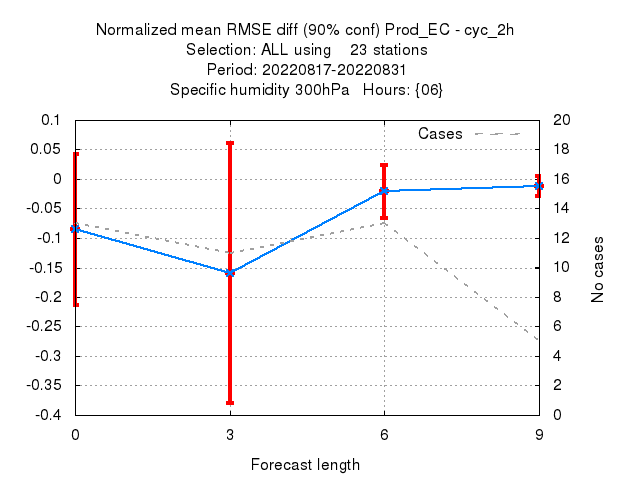 Normalized mean RMSE diff (90% conf) Prod_EC - cyc_2h
Selection: ALL using 23 stations
Period: 20220817-20220831
Specific humidity 300hPa Hours: {06}
Cases
0.1
0.05
0
-0.05
-0.1
-0.15
-0.2
-0.25
-0.3
-0.35
-0.4
20
18
16
14
12
10
8
6
4
2
0
No cases
0 3 6 9
Forecast length